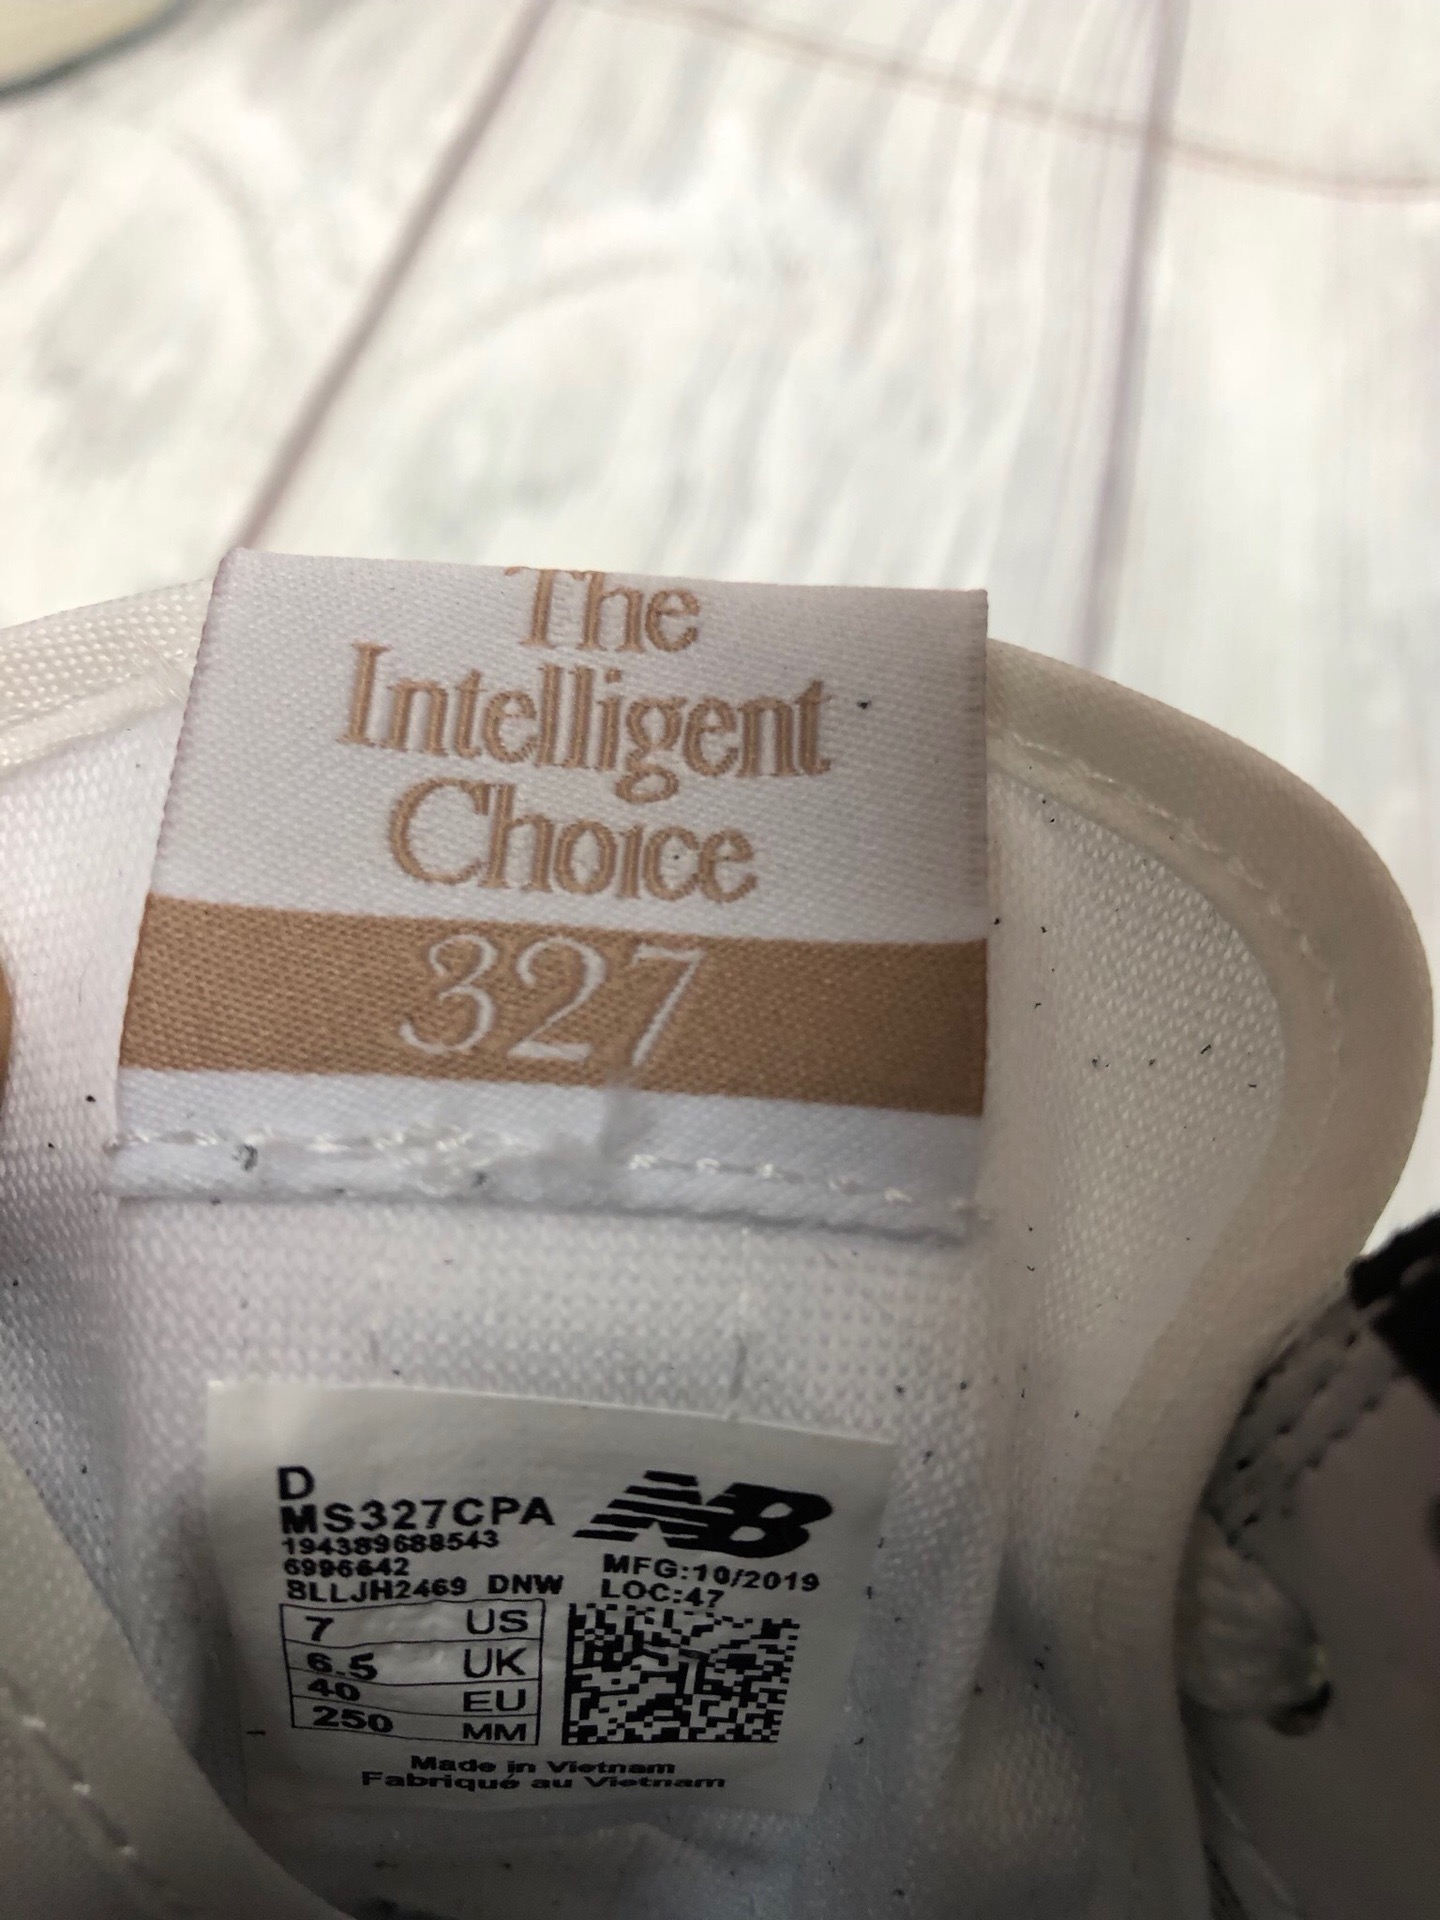 The
Intelligent
Choice
327
D
MS327CPA
NB
194389688543
6996642
MFG:10/2019
SLLJH2469 DNW
LOC:47
7 US
6.5 UK
40 EU
250 MM
Made in Vietnam
Fabriqué au Vietnam